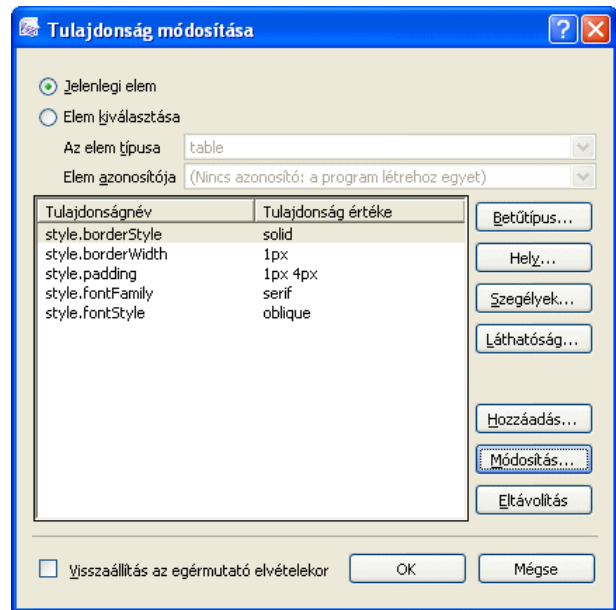 Tulajdonság módosítása
Jelenlegi elem
Elem kiválasztása
Az elem típusa table
Elem azonosítója (Nincs azonosító: a program létrehoz egyet)
Tulajdonságnév Tulajdonság értéke
style.borderStyle solid
style.borderWidth 1px
style.padding 1px 4px
style.fontFamily serif
style.fontStyle oblique
Betűtípus...
Hely...
Szegélyek...
Láthatóság...
Hozzáadás...
Módosítás...
Eltávolítás
Visszaállítás az egérmutató elvételekor
OK
Mégse